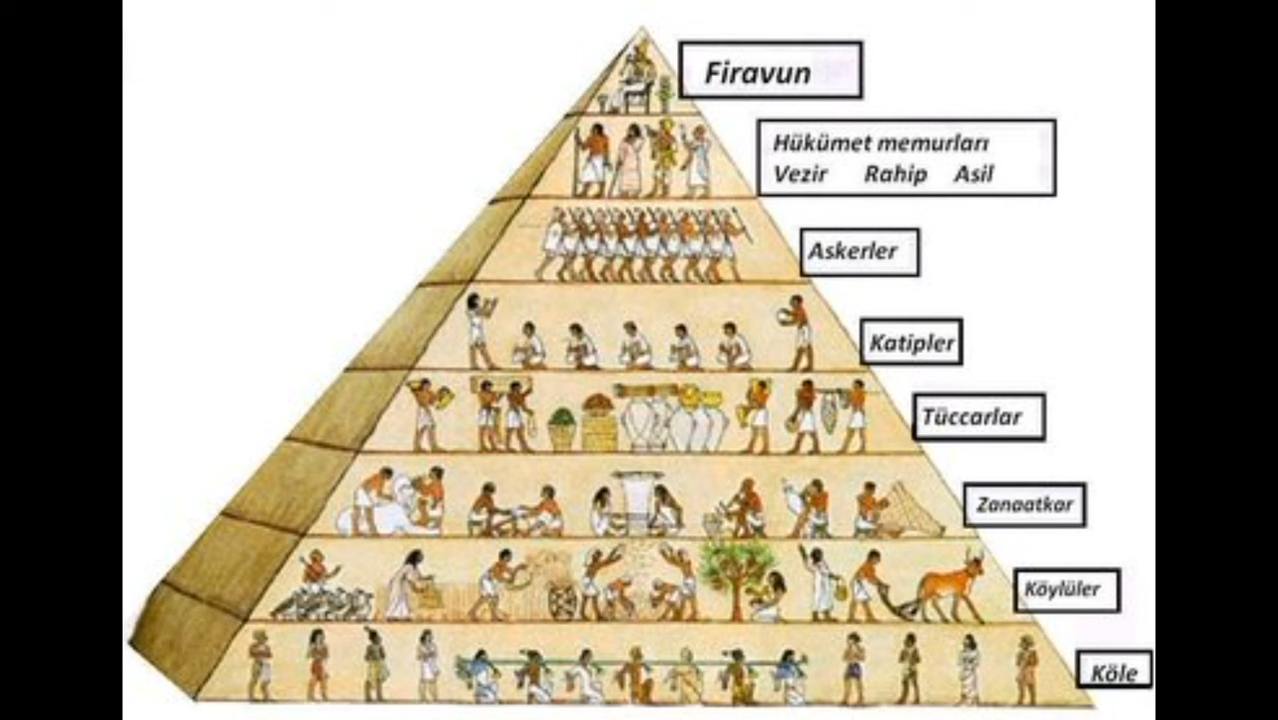 Firavun
Hükümet memurları
Vezir Rahip Asil
Askerler
Katipler
Tüccarlar
Zanaatkar
Köylüler
Köle